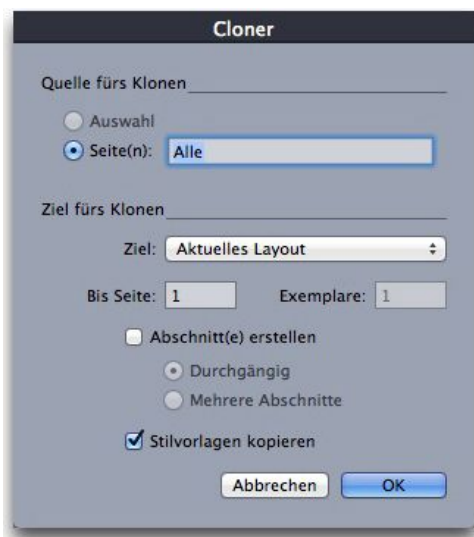 Cloner
Quelle fürs Klonen
Auswahl
Seite(n): Alle
Ziel fürs Klonen
Ziel: Aktuelles Layout
Bis Seite: 1 Exemplare: 1
Abschnitt(e) erstellen
Durchgängig
Mehrere Abschnitte
Stilvorlagen kopieren
Abbrechen OK